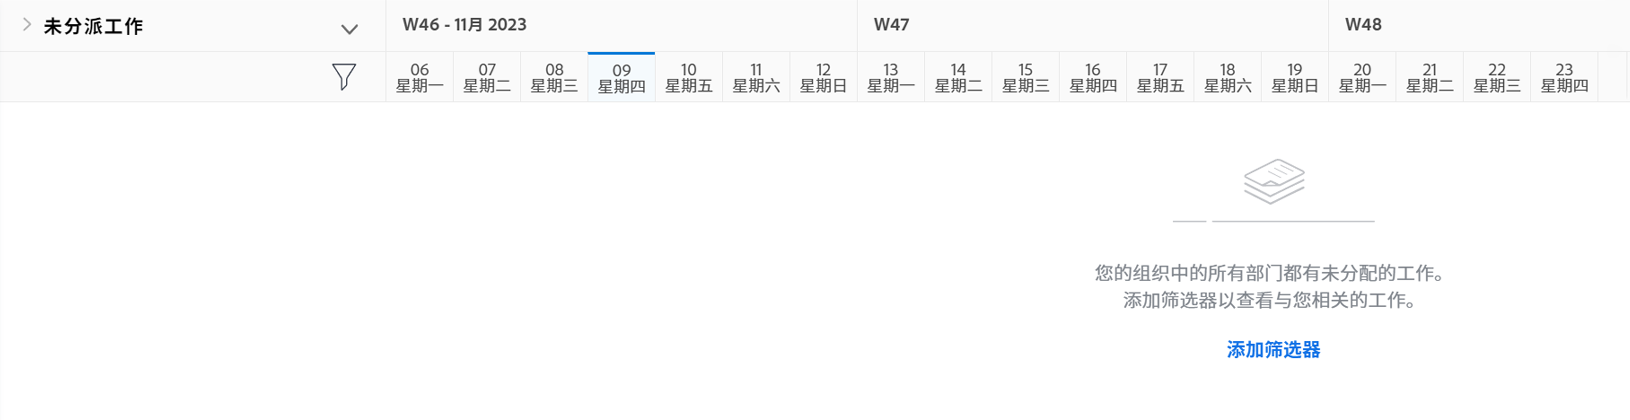 未分派工作
W46 - 11月 2023
W47
W48
06 07 08 09 10 11 12 13 14 15 16 17 18 19 20 21 22 23
星期一 星期二 星期三 星期四 星期五 星期六 星期日 星期一 星期二 星期三 星期四 星期五 星期六 星期日 星期一 星期二 星期三 星期四
您的组织中的所有部门都有未分配的工作。
添加筛选器以查看与您相关的工作。
添加筛选器